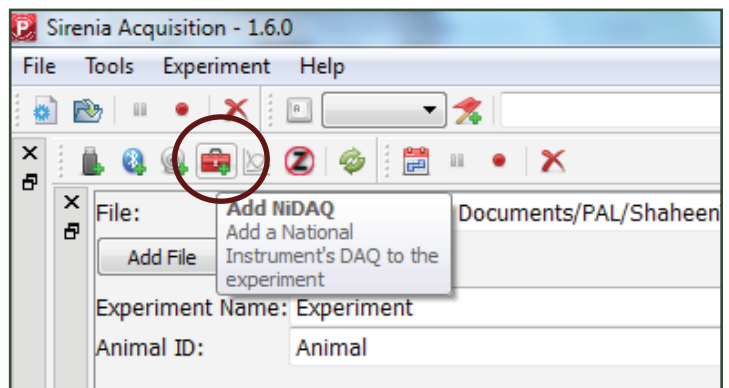 Sirenia Acquisition - 1.6.0
File Tools Experiment Help
File: Documents/PAL/Shaheen
Add NiDAQ
Add a National
Instrument's DAQ to the
experiment
Add File
Experiment Name: Experiment
Animal ID: Animal